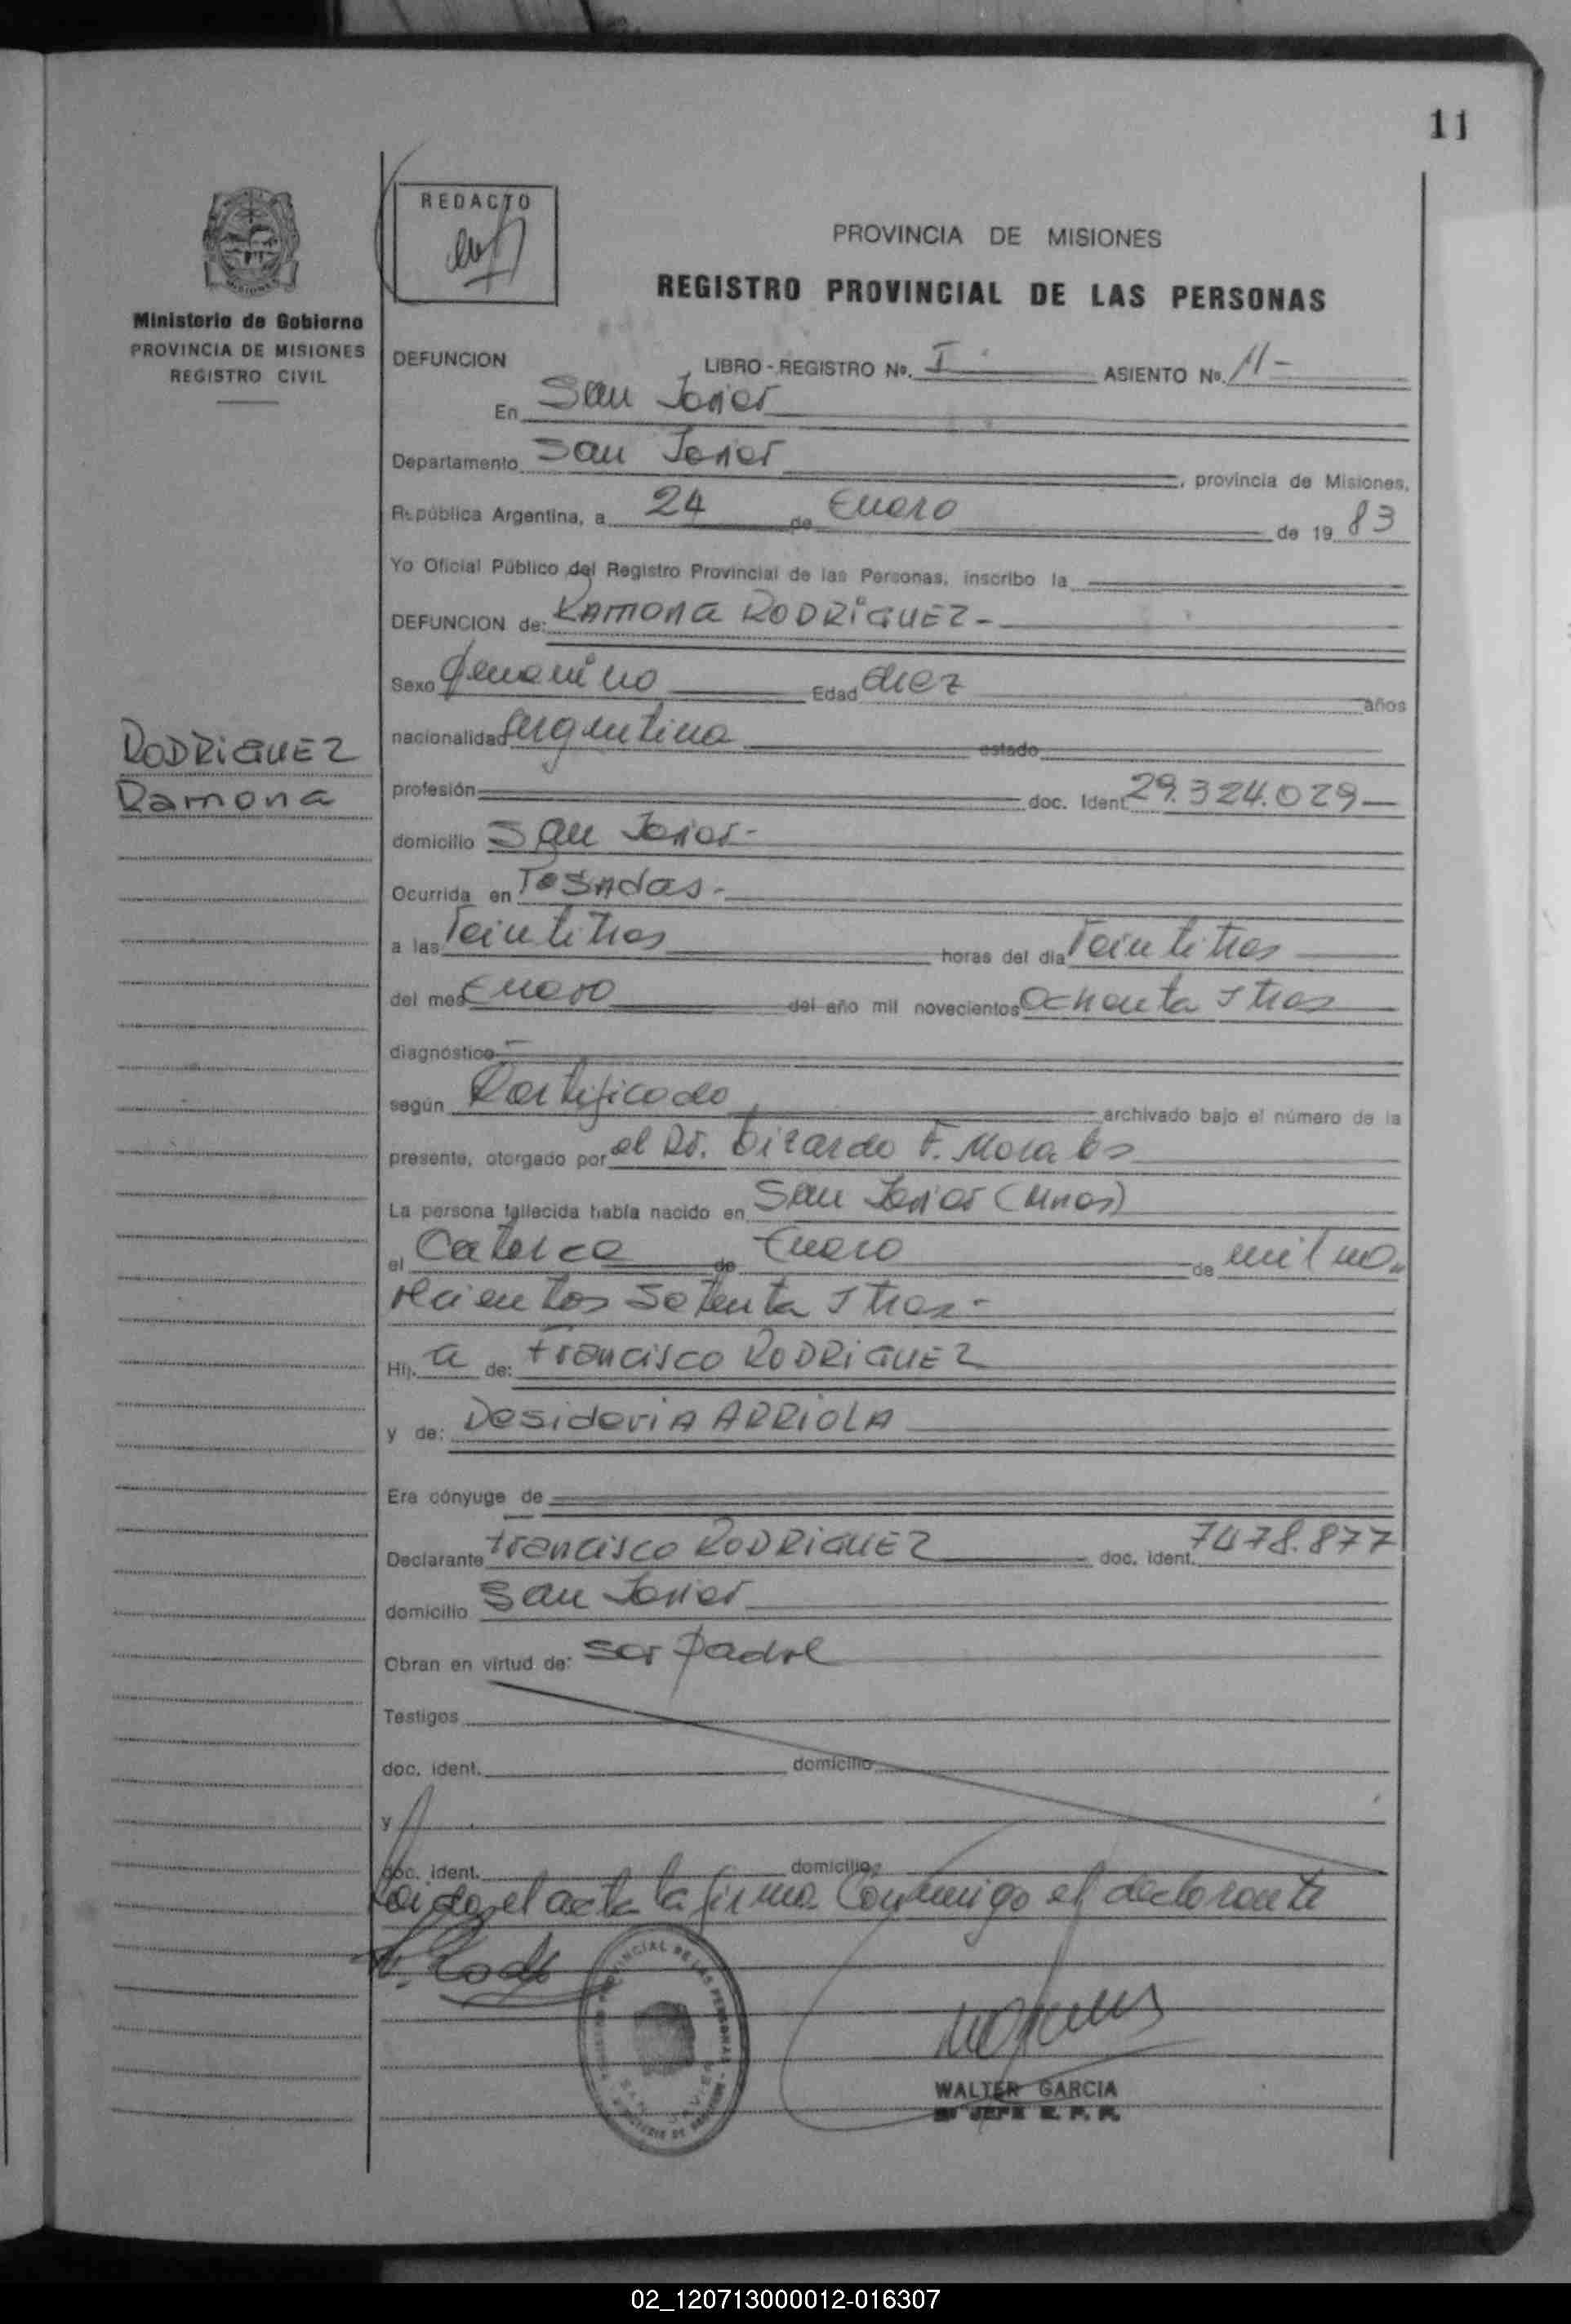 11
REDACTO
PROVINCIA DE MISIONES
REGISTRO PROVINCIAL DE LAS PERSONAS
Ministerio de Gobierno
PROVINCIA DE MISIONES
REGISTRO CIVIL
DEFUNCION LIBRO - REGISTRO No. I - ASIENTO No. 11 -
En San Javier
Departamento San Javier, provincia de Misiones,
República Argentina, a 24 de Enero de 1983
Yo Oficial Público del Registro Provincial de las Personas, inscribo la
DEFUNCION de: RAMONA RODRIGUEZ -
Sexo femenino Edad diez años
nacionalidad argentina estado
RODRIGUEZ
Ramona
profesión doc. Ident. 29.324.029 -
domicilio San Javier -
Ocurrida en Posadas -
a las veintitres horas del día veintitres
del mes Enero del año mil novecientos ochenta y tres
diagnóstico
según Certificado archivado bajo el número de la
presente, otorgado por el Dr. F. Morales
La persona fallecida había nacido en San Javier (Mnes)
el Catorce de Enero de mil no-
vecientos setenta y tres -
Hij. a de: Francisco RODRIGUEZ
y de: Desideria ARRIOLA
Era cónyuge de
Declarante Francisco RODRIGUEZ doc. ident. 7478.877
domicilio San Javier
Obran en virtud de: ser padre
Testigos
doc. ident. domicilio
y
doc. ident. domicilio
Leida el acta la firma Conmigo el declarante
WALTER GARCIA
JEFE R. P. P.
02_120713000012-016307